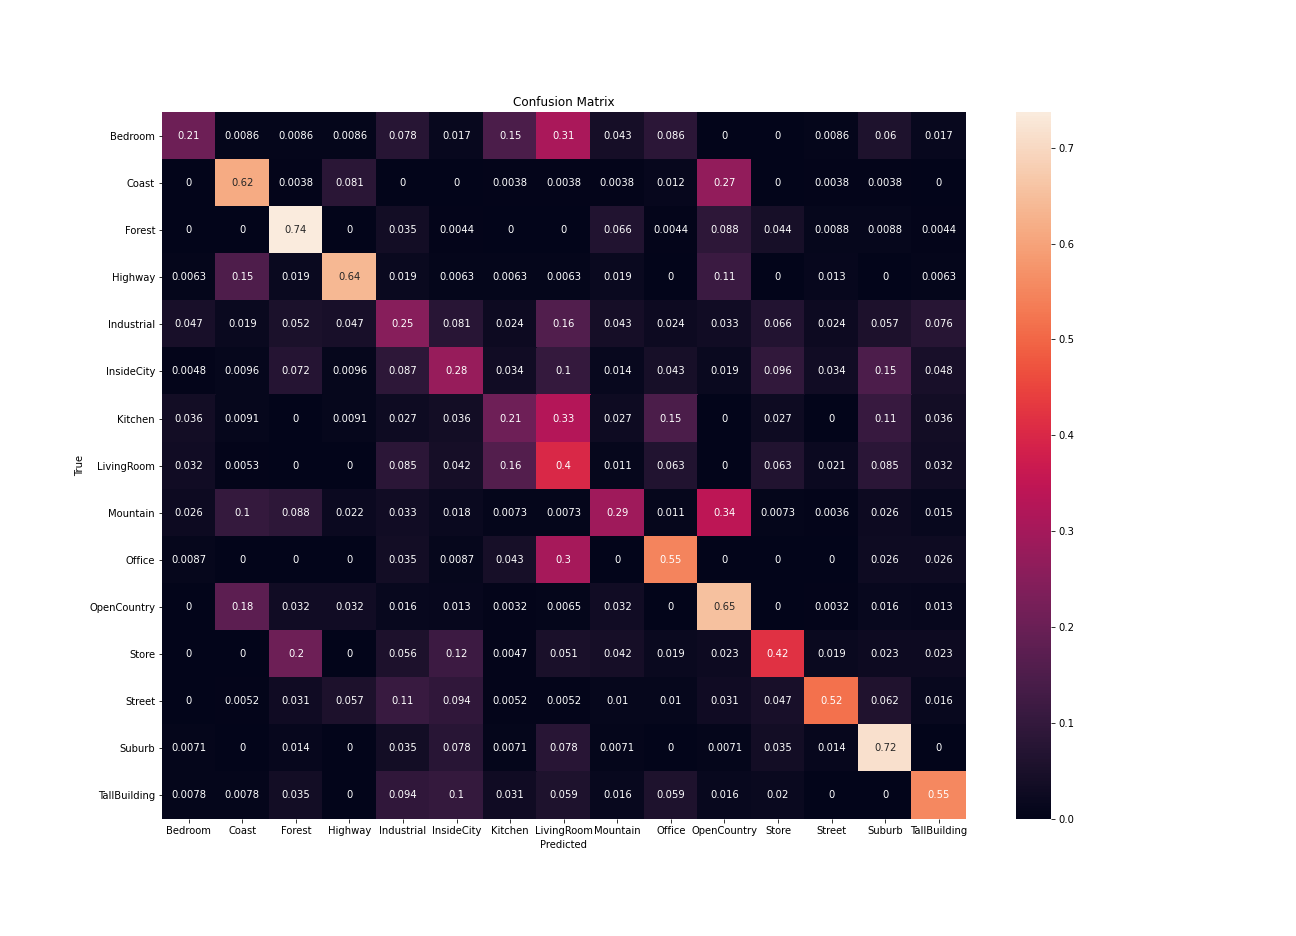 Confusion Matrix
Bedroom 0.21 0.0086 0.0086 0.0086 0.078 0.017 0.15 0.31 0.043 0.086 0 0 0.0086 0.06 0.017
Coast 0 0.62 0.0038 0.081 0 0 0.0038 0.0038 0.0038 0.012 0.27 0 0.0038 0.0038 0
Forest 0 0 0.74 0 0.035 0.0044 0 0 0.066 0.0044 0.088 0.044 0.0088 0.0088 0.0044
Highway 0.0063 0.15 0.019 0.64 0.019 0.0063 0.0063 0.0063 0.019 0 0.11 0 0.013 0 0.0063
Industrial 0.047 0.019 0.052 0.047 0.25 0.081 0.024 0.16 0.043 0.024 0.033 0.066 0.024 0.057 0.076
InsideCity 0.0048 0.0096 0.072 0.0096 0.087 0.28 0.034 0.1 0.014 0.043 0.019 0.096 0.034 0.15 0.048
Kitchen 0.036 0.0091 0 0.0091 0.027 0.036 0.21 0.33 0.027 0.15 0 0.027 0 0.11 0.036
LivingRoom 0.032 0.0053 0 0 0.085 0.042 0.16 0.4 0.011 0.063 0 0.063 0.021 0.085 0.032
Mountain 0.026 0.1 0.088 0.022 0.033 0.018 0.0073 0.0073 0.29 0.011 0.34 0.0073 0.0036 0.026 0.015
Office 0.0087 0 0 0 0.035 0.0087 0.043 0.3 0 0.55 0 0 0 0.026 0.026
OpenCountry 0 0.18 0.032 0.032 0.016 0.013 0.0032 0.0065 0.032 0 0.65 0 0.0032 0.016 0.013
Store 0 0 0.2 0 0.056 0.12 0.0047 0.051 0.042 0.019 0.023 0.42 0.019 0.023 0.023
Street 0 0.0052 0.031 0.057 0.11 0.094 0.0052 0.0052 0.01 0.01 0.031 0.047 0.52 0.062 0.016
Suburb 0.0071 0 0.014 0 0.035 0.078 0.0071 0.078 0.0071 0 0.0071 0.035 0.014 0.72 0
TallBuilding 0.0078 0.0078 0.035 0 0.094 0.1 0.031 0.059 0.016 0.059 0.016 0.02 0 0 0.55
Bedroom Coast Forest Highway Industrial InsideCity Kitchen LivingRoom Mountain Office OpenCountry Store Street Suburb TallBuilding
Predicted
True
0.7
0.6
0.5
0.4
0.3
0.2
0.1
0.0